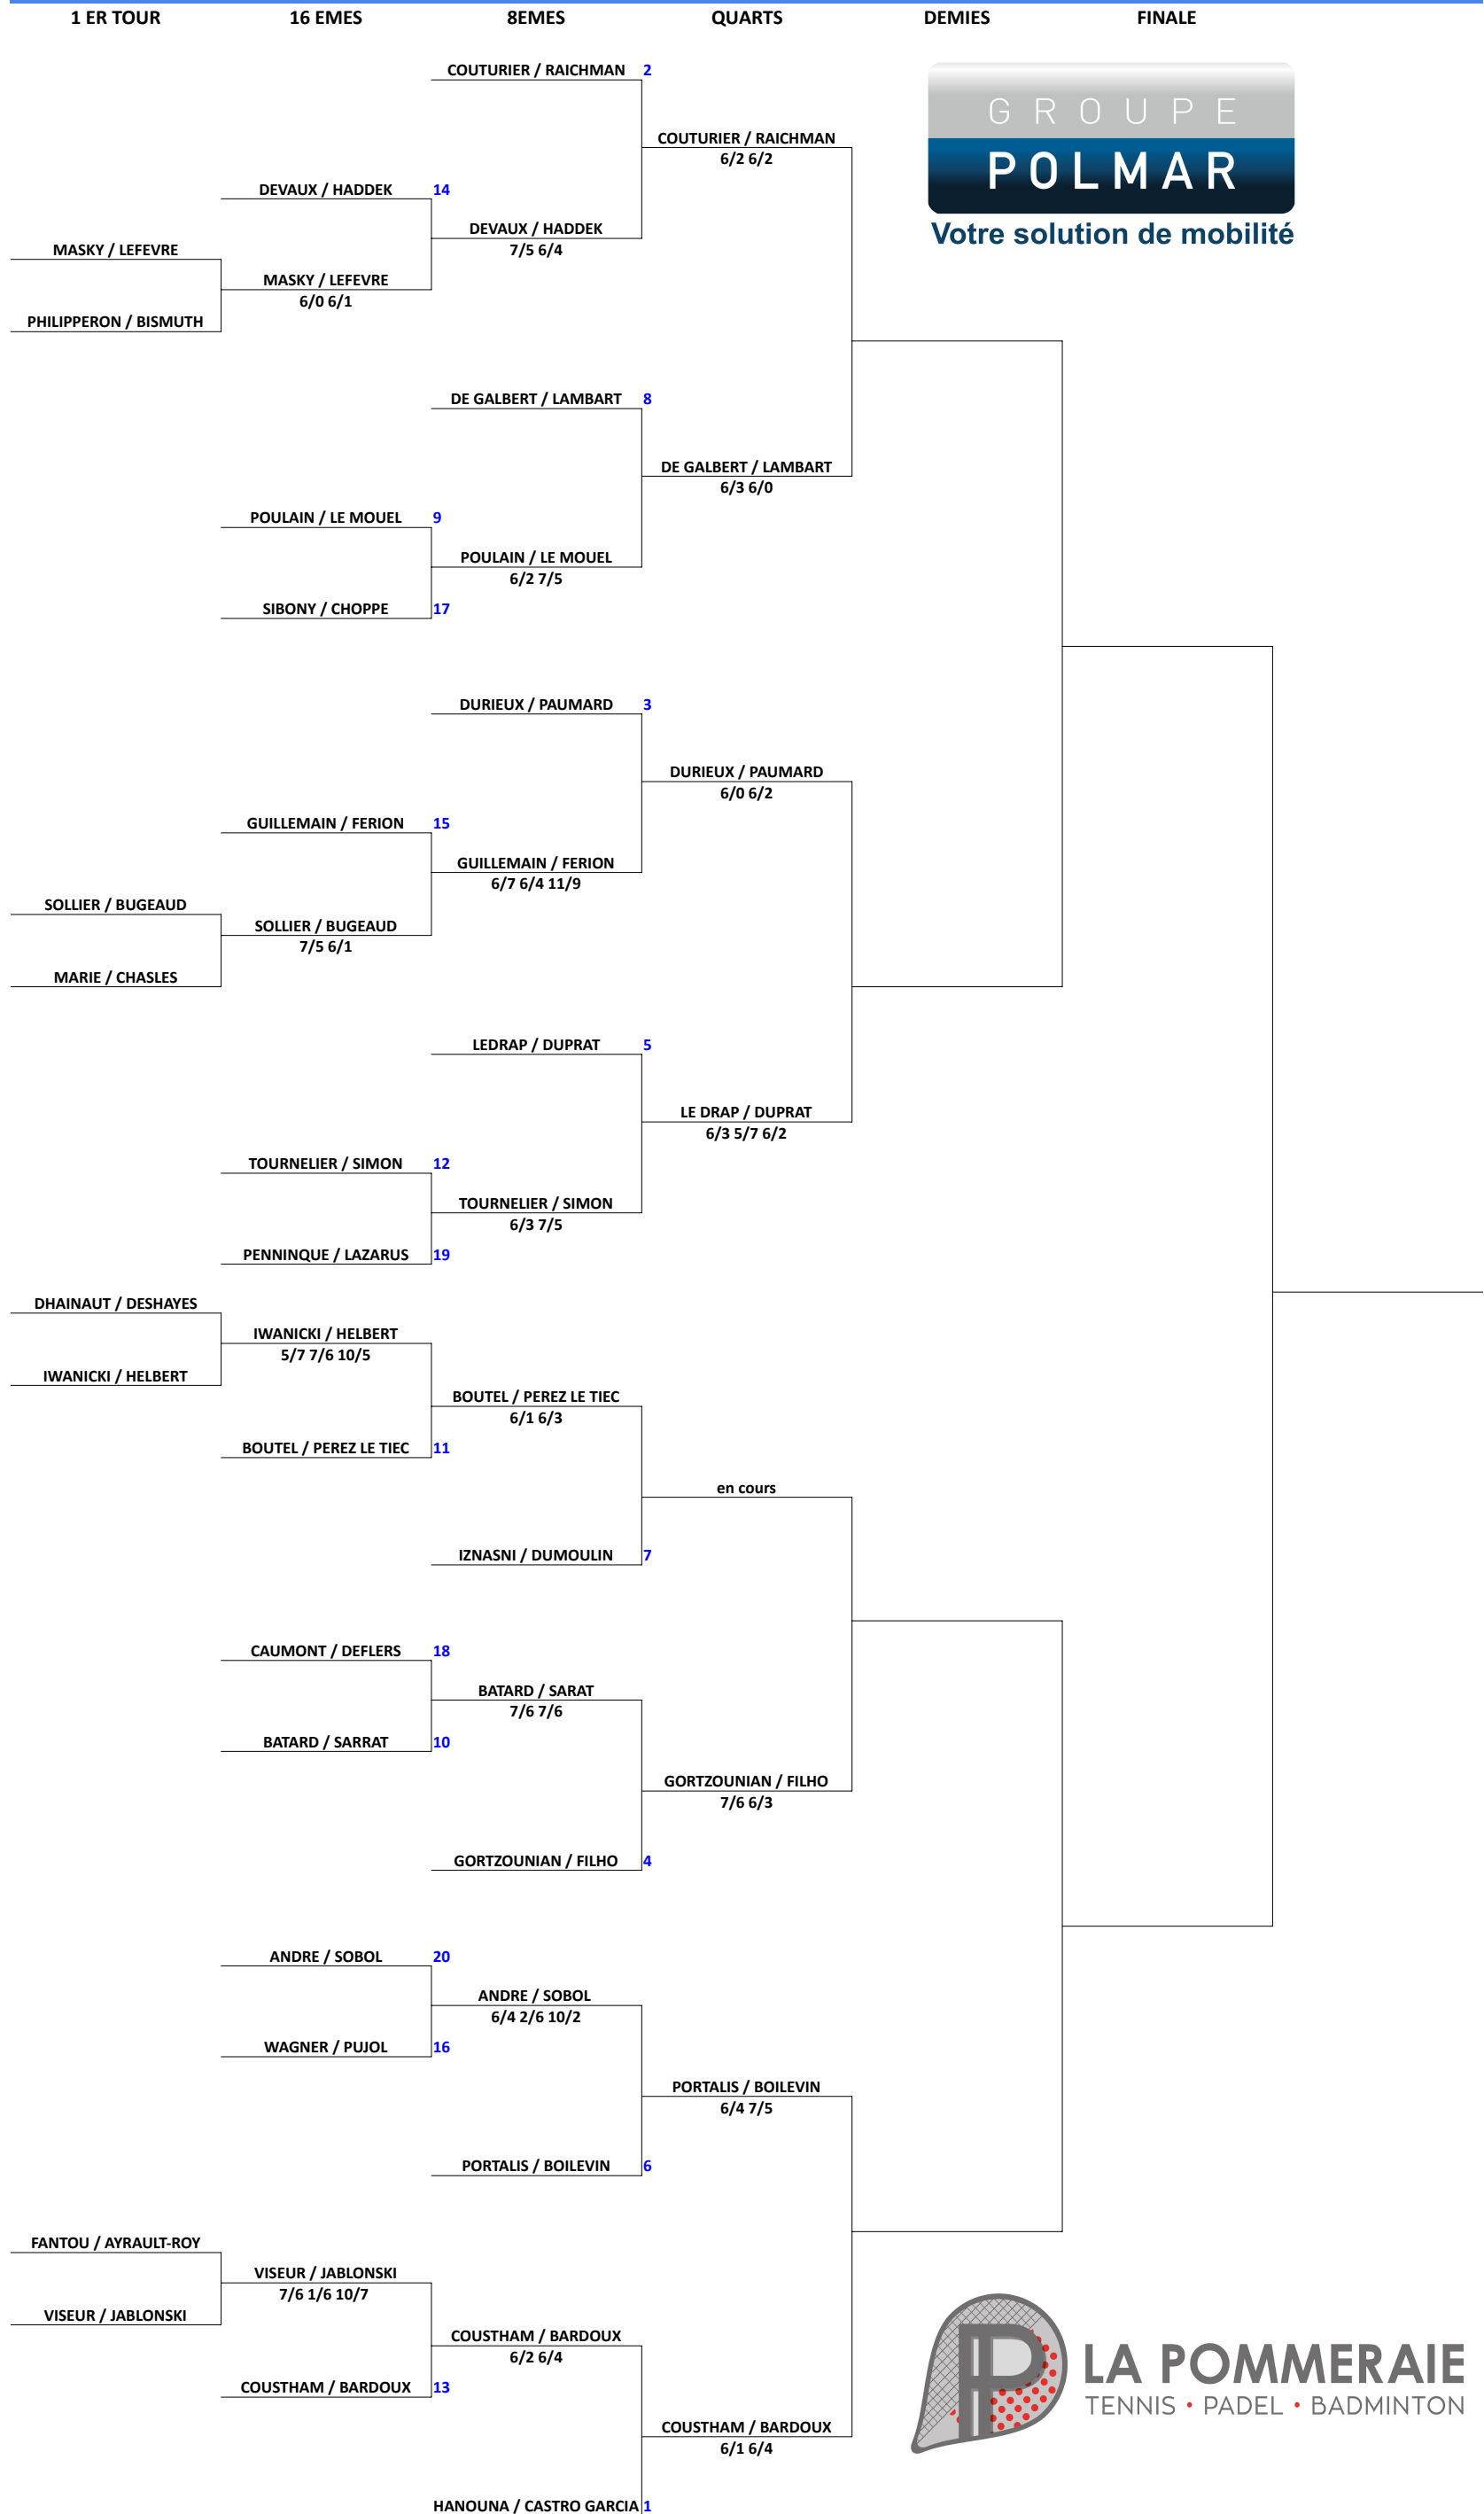 1 ER TOUR 16 EMES 8EMES QUARTS DEMIES FINALE
COUTURIER / RAICHMAN 2
GROUPE
POLMAR
Votre solution de mobilité
COUTURIER / RAICHMAN
6/2 6/2
DEVAUX / HADDEK 14
DEVAUX / HADDEK
7/5 6/4
MASKY / LEFEVRE
MASKY / LEFEVRE
6/0 6/1
PHILIPPERON / BISMUTH
DE GALBERT / LAMBART 8
DE GALBERT / LAMBART
6/3 6/0
POULAIN / LE MOUEL 9
POULAIN / LE MOUEL
6/2 7/5
SIBONY / CHOPPE 17
DURIEUX / PAUMARD 3
DURIEUX / PAUMARD
6/0 6/2
GUILLEMAIN / FERION 15
GUILLEMAIN / FERION
6/7 6/4 11/9
SOLLIER / BUGEAUD
SOLLIER / BUGEAUD
7/5 6/1
MARIE / CHASLES
LEDRAP / DUPRAT 5
LE DRAP / DUPRAT
6/3 5/7 6/2
TOURNELIER / SIMON 12
TOURNELIER / SIMON
6/3 7/5
PENNINQUE / LAZARUS 19
DHAINAUT / DESHAYES
IWANICKI / HELBERT
5/7 7/6 10/5
IWANICKI / HELBERT
BOUTEL / PEREZ LE TIEC
6/1 6/3
BOUTEL / PEREZ LE TIEC 11
en cours
IZNASNI / DUMOULIN 7
CAUMONT / DEFLERS 18
BATARD / SARAT
7/6 7/6
BATARD / SARRAT 10
GORTZOUNIAN / FILHO
7/6 6/3
GORTZOUNIAN / FILHO 4
ANDRE / SOBOL 20
ANDRE / SOBOL
6/4 2/6 10/2
WAGNER / PUJOL 16
PORTALIS / BOILEVIN
6/4 7/5
PORTALIS / BOILEVIN 6
FANTOU / AYRAULT-ROY
VISEUR / JABLONSKI
7/6 1/6 10/7
VISEUR / JABLONSKI
COUSTHAM / BARDOUX
6/2 6/4
COUSTHAM / BARDOUX 13
COUSTHAM / BARDOUX
6/1 6/4
HANOUNA / CASTRO GARCIA 1
LA POMMERAIE
TENNIS • PADEL • BADMINTON